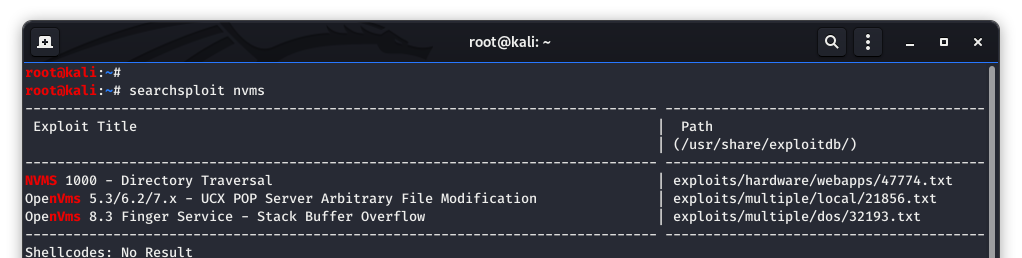 root@kali: ~
root@kali:~#
root@kali:~# searchsploit nvms
--------------------------------------------------------------------------------- ----------------------------------------
 Exploit Title | Path
 | (/usr/share/exploitdb/)
--------------------------------------------------------------------------------- ----------------------------------------
NVMS 1000 - Directory Traversal | exploits/hardware/webapps/47774.txt
OpenVms 5.3/6.2/7.x - UCX POP Server Arbitrary File Modification | exploits/multiple/local/21856.txt
OpenVms 8.3 Finger Service - Stack Buffer Overflow | exploits/multiple/dos/32193.txt
--------------------------------------------------------------------------------- ----------------------------------------
Shellcodes: No Result